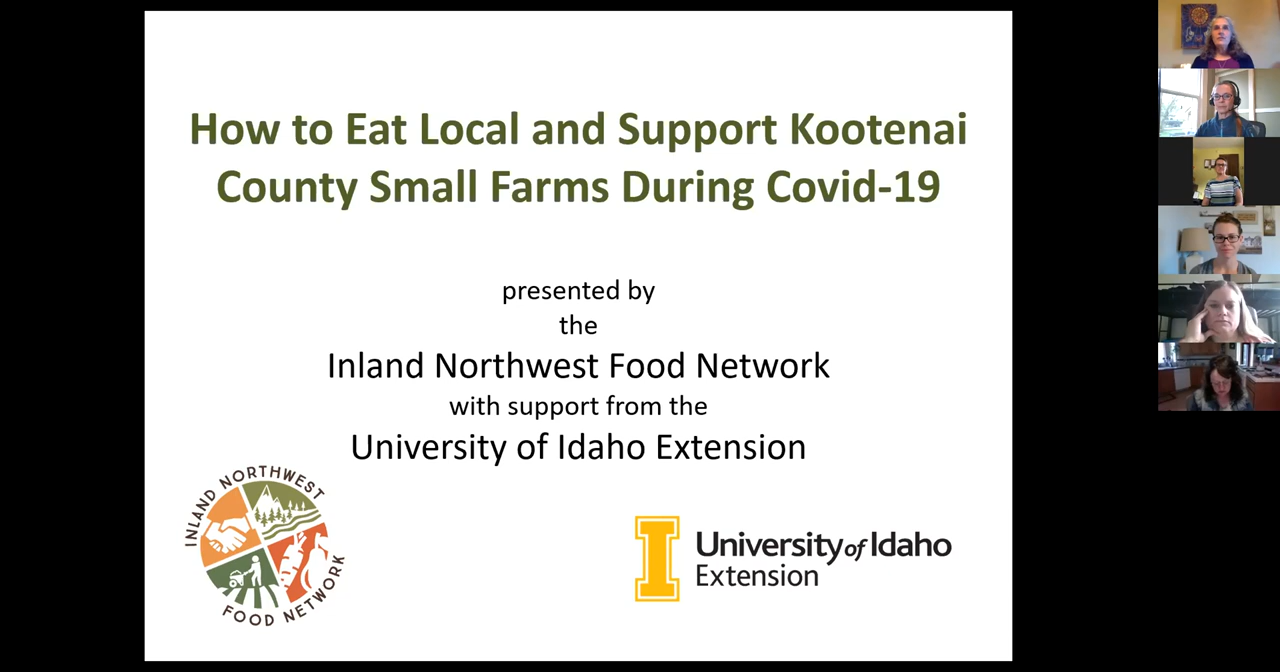 How to Eat Local and Support Kootenai
County Small Farms During Covid-19
presented by
the
Inland Northwest Food Network
with support from the
University of Idaho Extension
INLAND NORTHWEST
FOOD NETWORK
I
University of Idaho
Extension